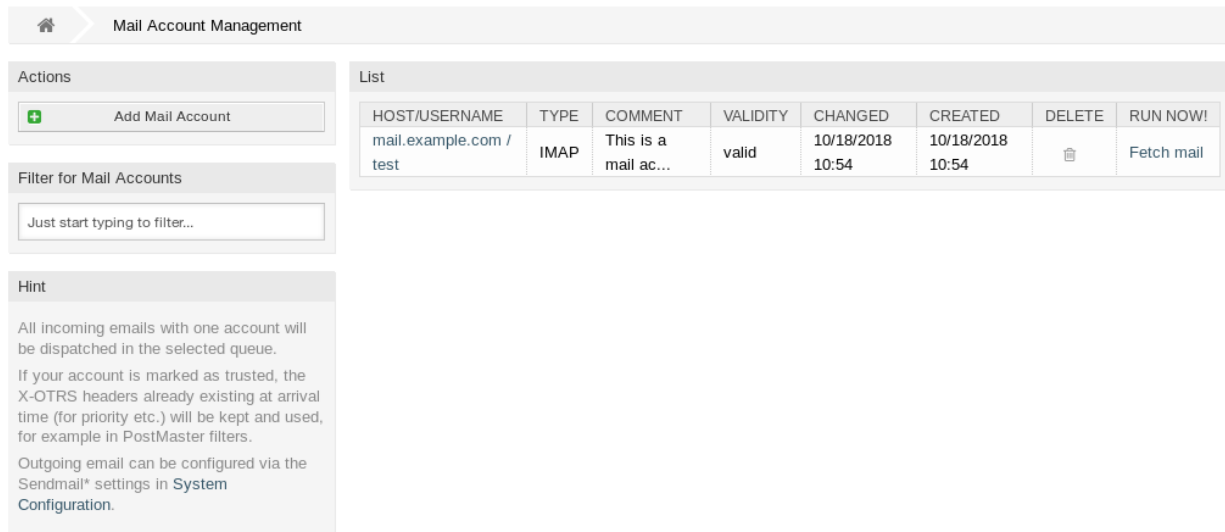 Mail Account Management
Actions
Add Mail Account
Filter for Mail Accounts
Just start typing to filter...
Hint
All incoming emails with one account will
be dispatched in the selected queue.
If your account is marked as trusted, the
X-OTRS headers already existing at arrival
time (for priority etc.) will be kept and used,
for example in PostMaster filters.
Outgoing email can be configured via the
Sendmail* settings in System
Configuration.
List
HOST/USERNAME TYPE COMMENT VALIDITY CHANGED CREATED DELETE RUN NOW!
mail.example.com / This is a 10/18/2018 10/18/2018
IMAP valid Fetch mail
test mail ac... 10:54 10:54